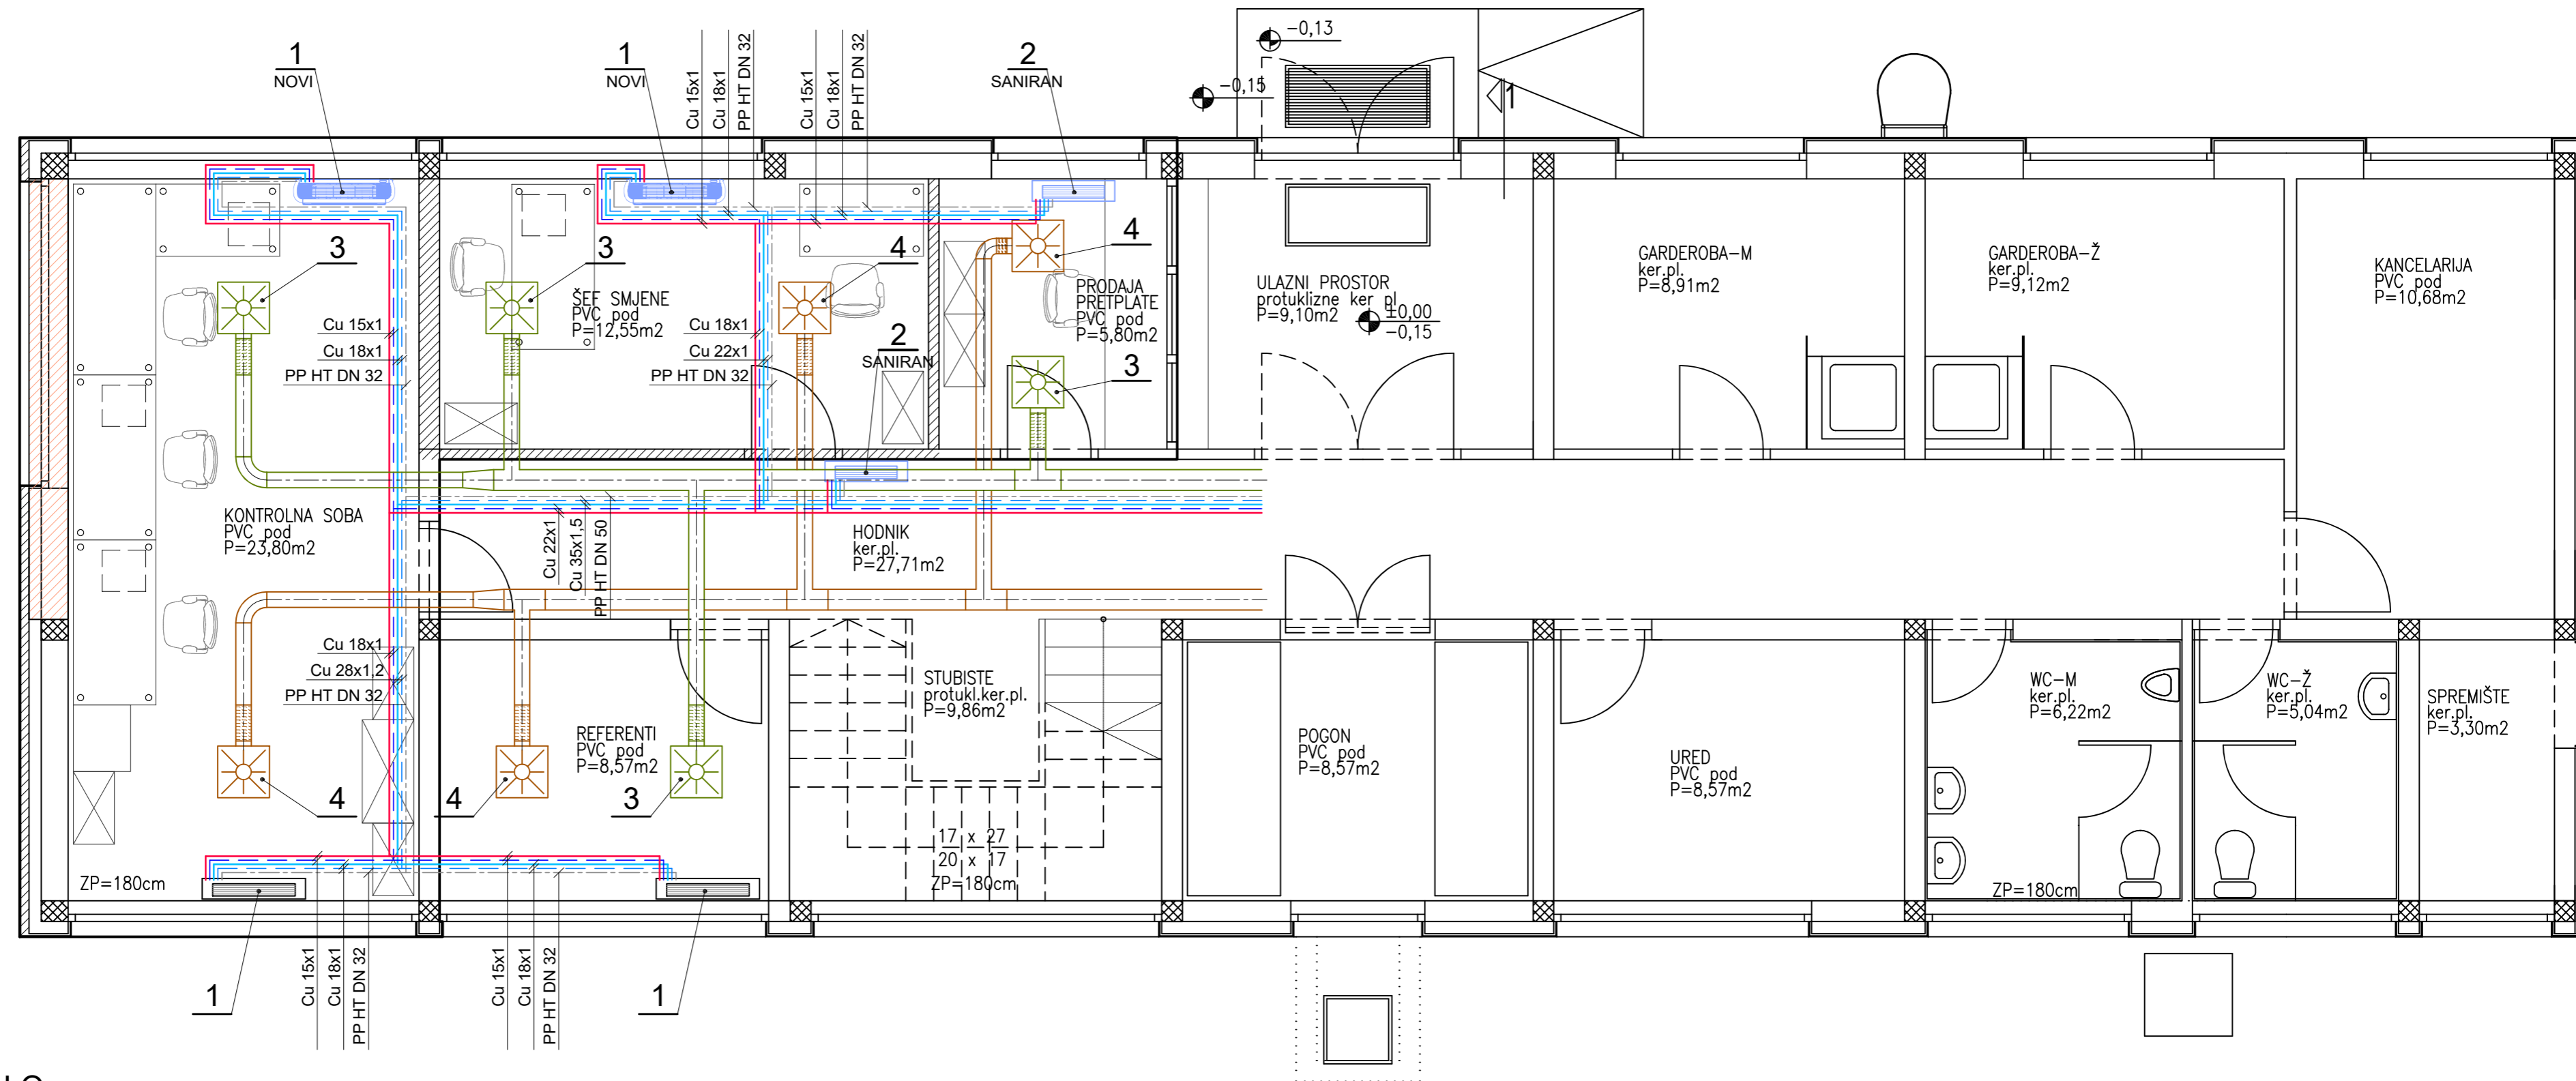 1
NOVI
1
NOVI
Cu 15x1
Cu 18x1
PP HT DN 32
Cu 15x1
Cu 18x1
PP HT DN 32
2
SANIRAN
-0,13
-0,15
1
3
3
4
4
ŠEF SMJENE
PVC pod
P=12,55m2
PRODAJA
PRETPLATE
PVC pod
P=5,80m2
ULAZNI PROSTOR
protuklizne ker pl
P=9,10m2
±0,00
-0,15
GARDEROBA-M
ker.pl.
P=8,91m2
GARDEROBA-Ž
ker.pl.
P=9,12m2
KANCELARIJA
PVC pod
P=10,68m2
Cu 15x1
Cu 18x1
PP HT DN 32
Cu 18x1
Cu 22x1
PP HT DN 32
2
SANIRAN
3
KONTROLNA SOBA
PVC pod
P=23,80m2
Cu 22x1
Cu 35x1,5
PP HT DN 50
HODNIK
ker.pl.
P=27,71m2
Cu 18x1
Cu 28x1,2
PP HT DN 32
REFERENTI
PVC pod
P=8,57m2
STUBISTE
protukl.ker.pl.
P=9,86m2
POGON
PVC pod
P=8,57m2
URED
PVC pod
P=8,57m2
WC-M
ker.pl.
P=6,22m2
WC-Ž
ker.pl.
P=5,04m2
SPREMIŠTE
ker.pl.
P=3,30m2
4
4
3
17 x 27
20 x 17
ZP=180cm
ZP=180cm
ZP=180cm
1
Cu 15x1
Cu 18x1
PP HT DN 32
Cu 15x1
Cu 18x1
PP HT DN 32
1